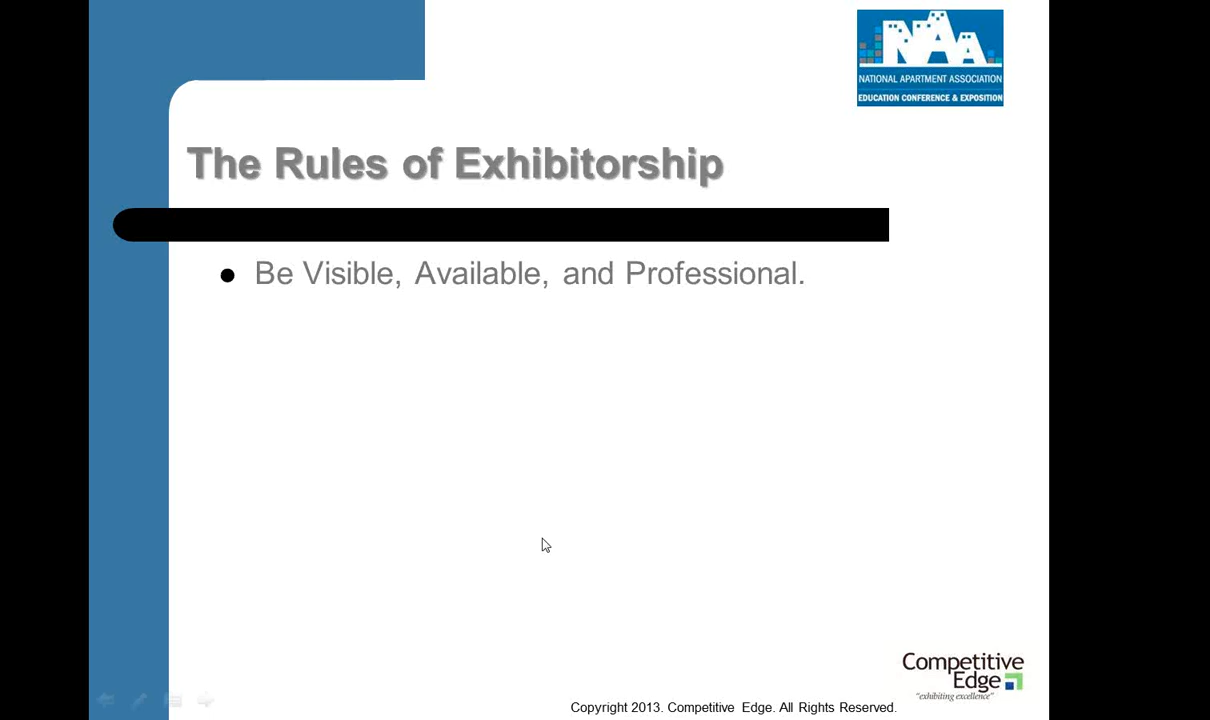 NAA
NATIONAL APARTMENT ASSOCIATION
EDUCATION CONFERENCE & EXPOSITION
The Rules of Exhibitorship
Be Visible, Available, and Professional.
Competitive
Edge
"exhibiting excellence"
Copyright 2013. Competitive Edge. All Rights Reserved.